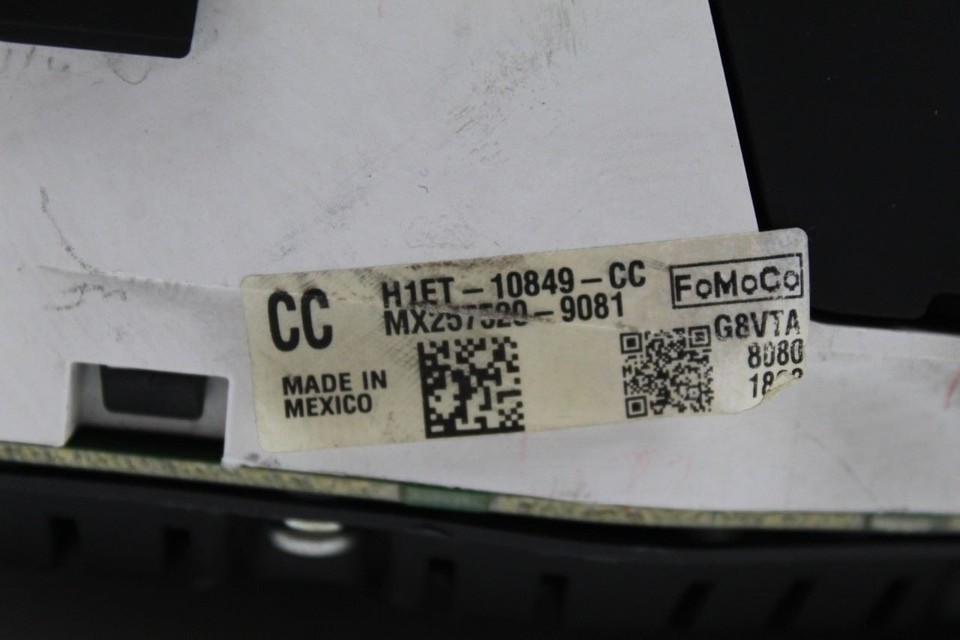 CC
H1ET-10849-CC
MX257520-9081
FoMoCo
G8VTA
8080
MADE IN
MEXICO